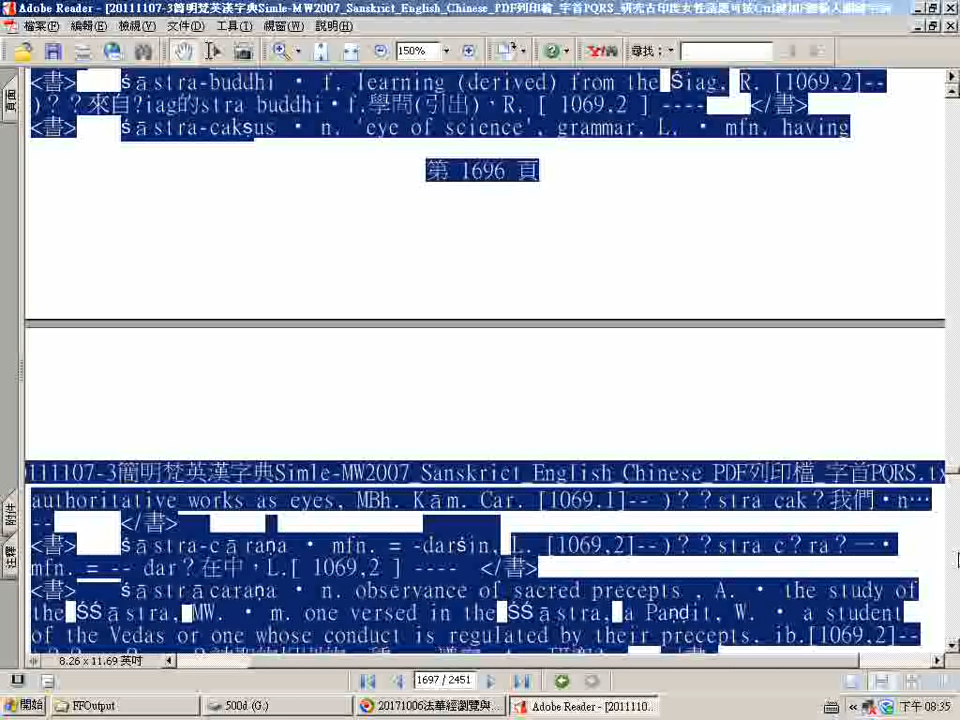 Adobe Reader - [20111107-3簡明梵英漢字典Simle-MW2007_Sanskrict_English_Chinese_PDF列印檔_字首PQRS_研究古印度女性議題可按Ctrl
檔案(F) 編輯(E) 檢視(V) 文件(D) 工具(T) 視窗(W) 說明(H)
150% 尋找：
頁面
<書> śāstra-buddhi • f. learning (derived) from the Śiag, R. [1069,2]--
)？？來自?iag的stra buddhi•f.學問(引出)，R. [ 1069,2 ] ---- </書>
<書> śāstra-cakṣus • n. 'eye of science', grammar, L. • mfn. having
第 1696 頁
111107-3簡明梵英漢字典Simle-MW2007_Sanskrict_English_Chinese_PDF列印檔_字首PQRS.tx
authoritative works as eyes, MBh. Kām. Car. [1069,1]-- )？？stra cak？我們•n…
-- </書>
<書> śāstra-cāraṇa • mfn. = -darśin, L. [1069,2]--)？？stra c？ra？一•
mfn. = -- dar？在中，L.[ 1069,2 ] ---- </書>
<書> śāstrācaraṇa • n. observance of sacred precepts , A. • the study of
the ŚŚāstra, MW. • m. one versed in the ŚŚāstra, a Paṇḍit, W. • a student
of the Vedas or one whose conduct is regulated by their precepts. ib.[1069,2]--
附件
注釋
8.26 x 11.69 英吋
1697 / 2451
開始 FFOutput 500d (G:) 20171006法華經瀏覽與... Adobe Reader - [2011110... 下午 08:35